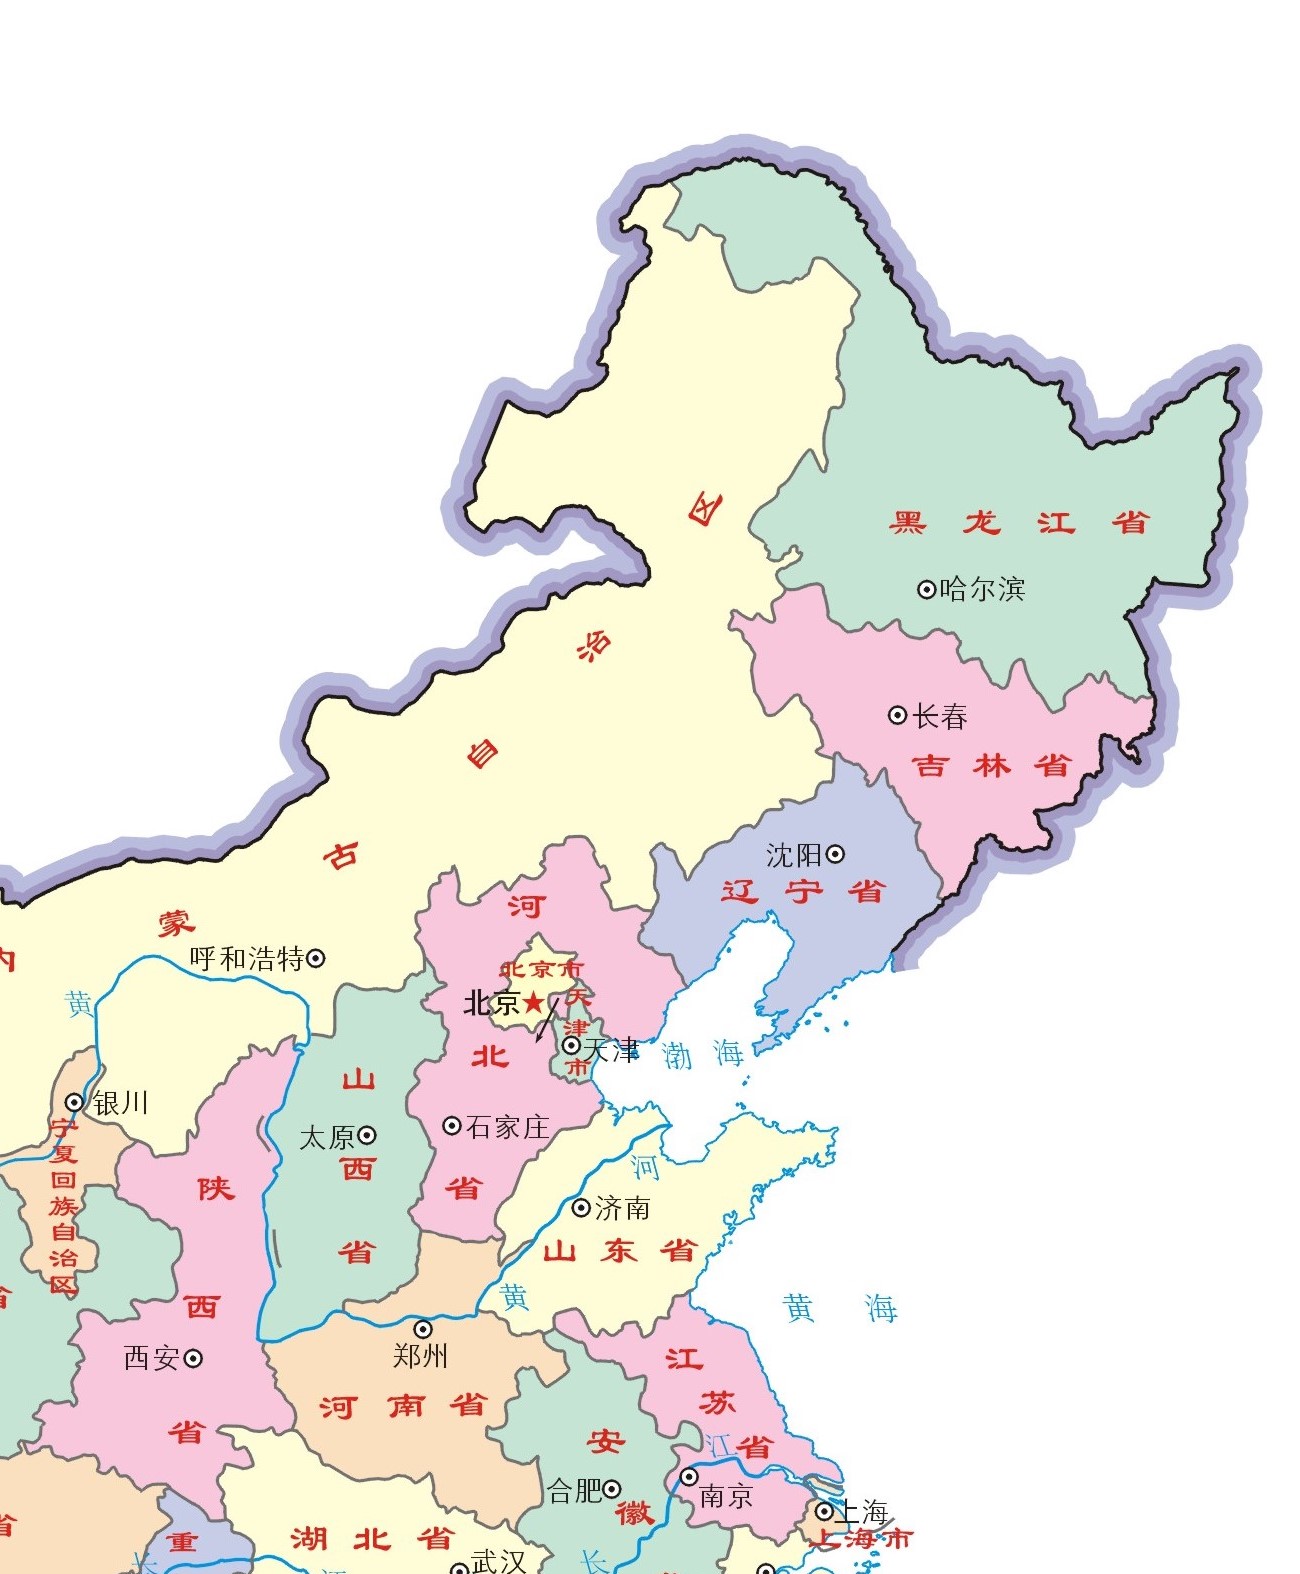 黑龙江省
哈尔滨
长春
吉林省
沈阳
辽宁省
内蒙古自治区
呼和浩特
河北省
北京市
北京
天津市
天津
石家庄
渤海
黄河
银川
宁夏回族自治区
山西省
太原
陕西省
西安
济南
山东省
黄河
黄海
郑州
河南省
江苏省
南京
安徽省
合肥
上海
上海市
湖北省
武汉
重
长江
长江
省
省